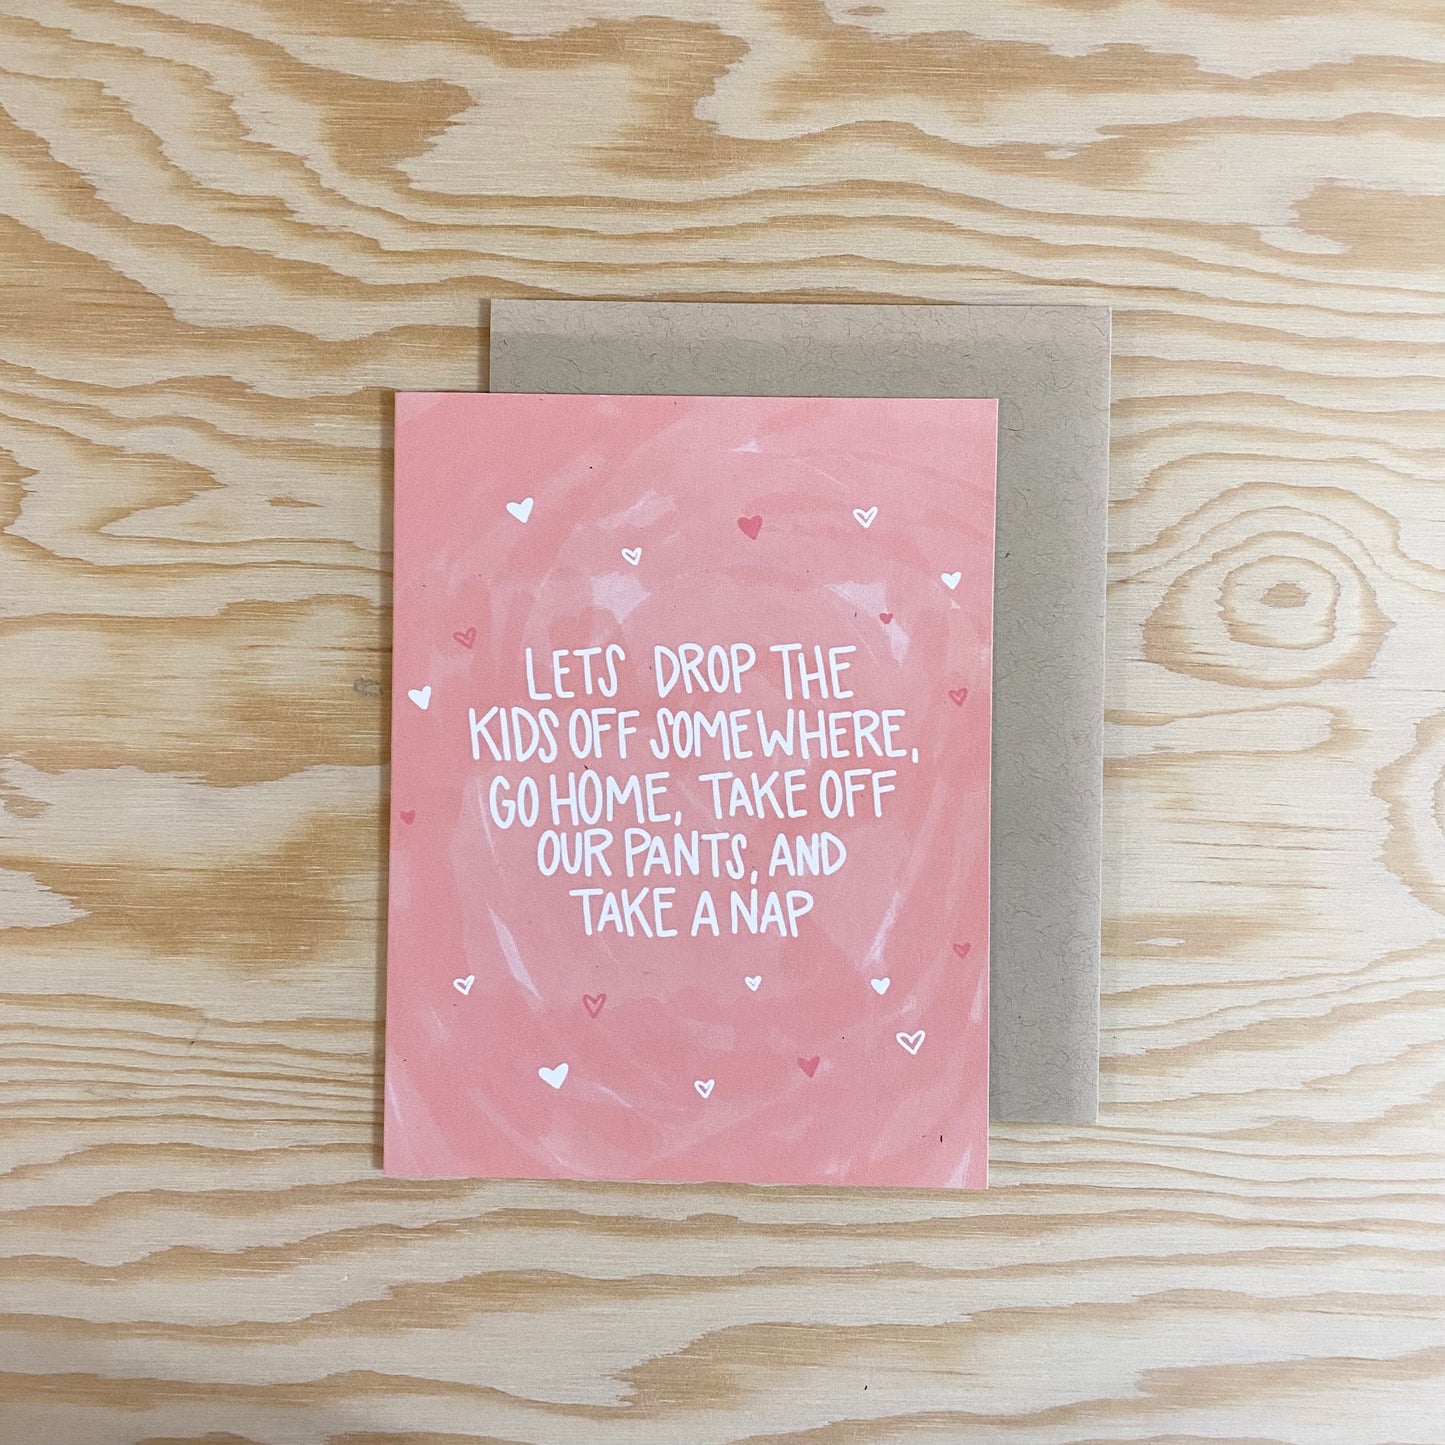 LETS DROP THE
KIDS OFF SOMEWHERE,
GO HOME, TAKE OFF
OUR PANTS, AND
TAKE A NAP